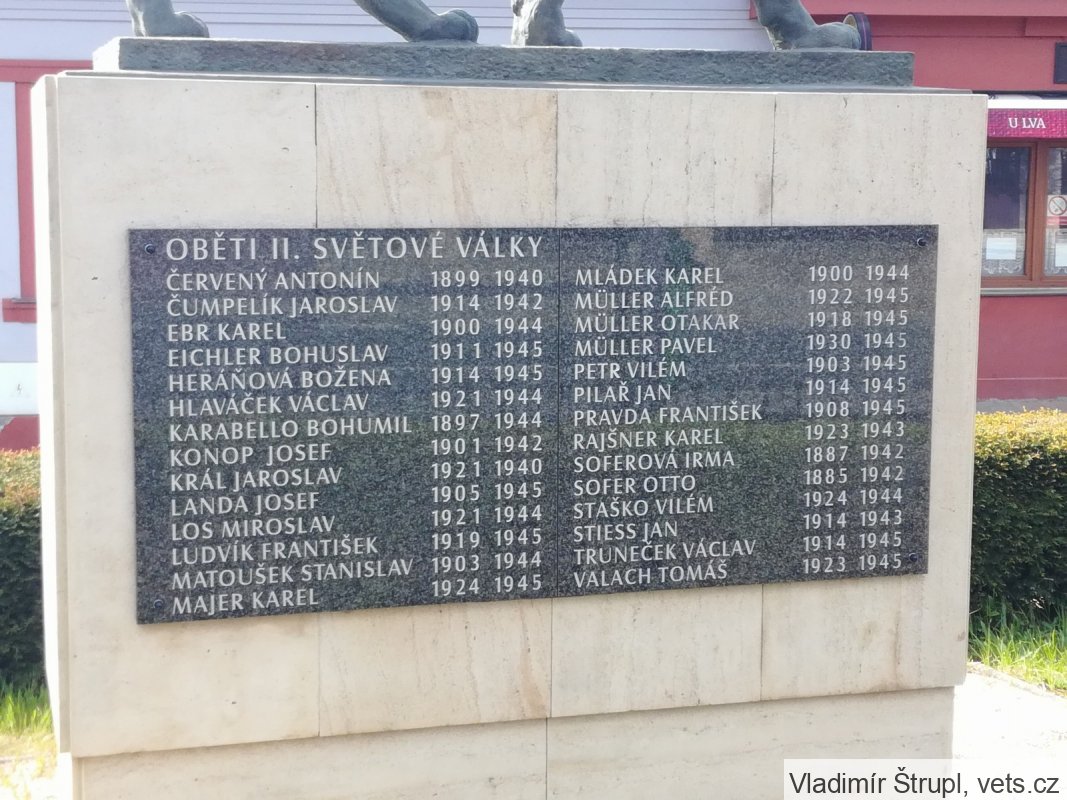 U LVA
OBĚTI II. SVĚTOVÉ VÁLKY
ČERVENÝ ANTONÍN 1899 1940
ČUMPELÍK JAROSLAV 1914 1942
EBR KAREL 1900 1944
EICHLER BOHUSLAV 1911 1945
HERÁŇOVÁ BOŽENA 1914 1945
HLAVÁČEK VÁCLAV 1921 1944
KARABELLO BOHUMIL 1897 1944
KONOP JOSEF 1901 1942
KRÁL JAROSLAV 1921 1940
LANDA JOSEF 1905 1945
LOS MIROSLAV 1921 1944
LUDVÍK FRANTIŠEK 1919 1945
MATOUŠEK STANISLAV 1903 1944
MAJER KAREL 1924 1945
MLÁDEK KAREL 1900 1944
MÜLLER ALFRÉD 1922 1945
MÜLLER OTAKAR 1918 1945
MÜLLER PAVEL 1930 1945
PETR VILÉM 1903 1945
PILAŘ JAN 1914 1945
PRAVDA FRANTIŠEK 1908 1945
RAJŠNER KAREL 1923 1943
SOFEROVÁ IRMA 1887 1942
SOFER OTTO 1885 1942
STAŠKO VILÉM 1924 1944
STIESS JAN 1914 1943
TRUNEČEK VÁCLAV 1914 1945
VALACH TOMÁŠ 1923 1945
Vladimír Štrupl, vets.cz